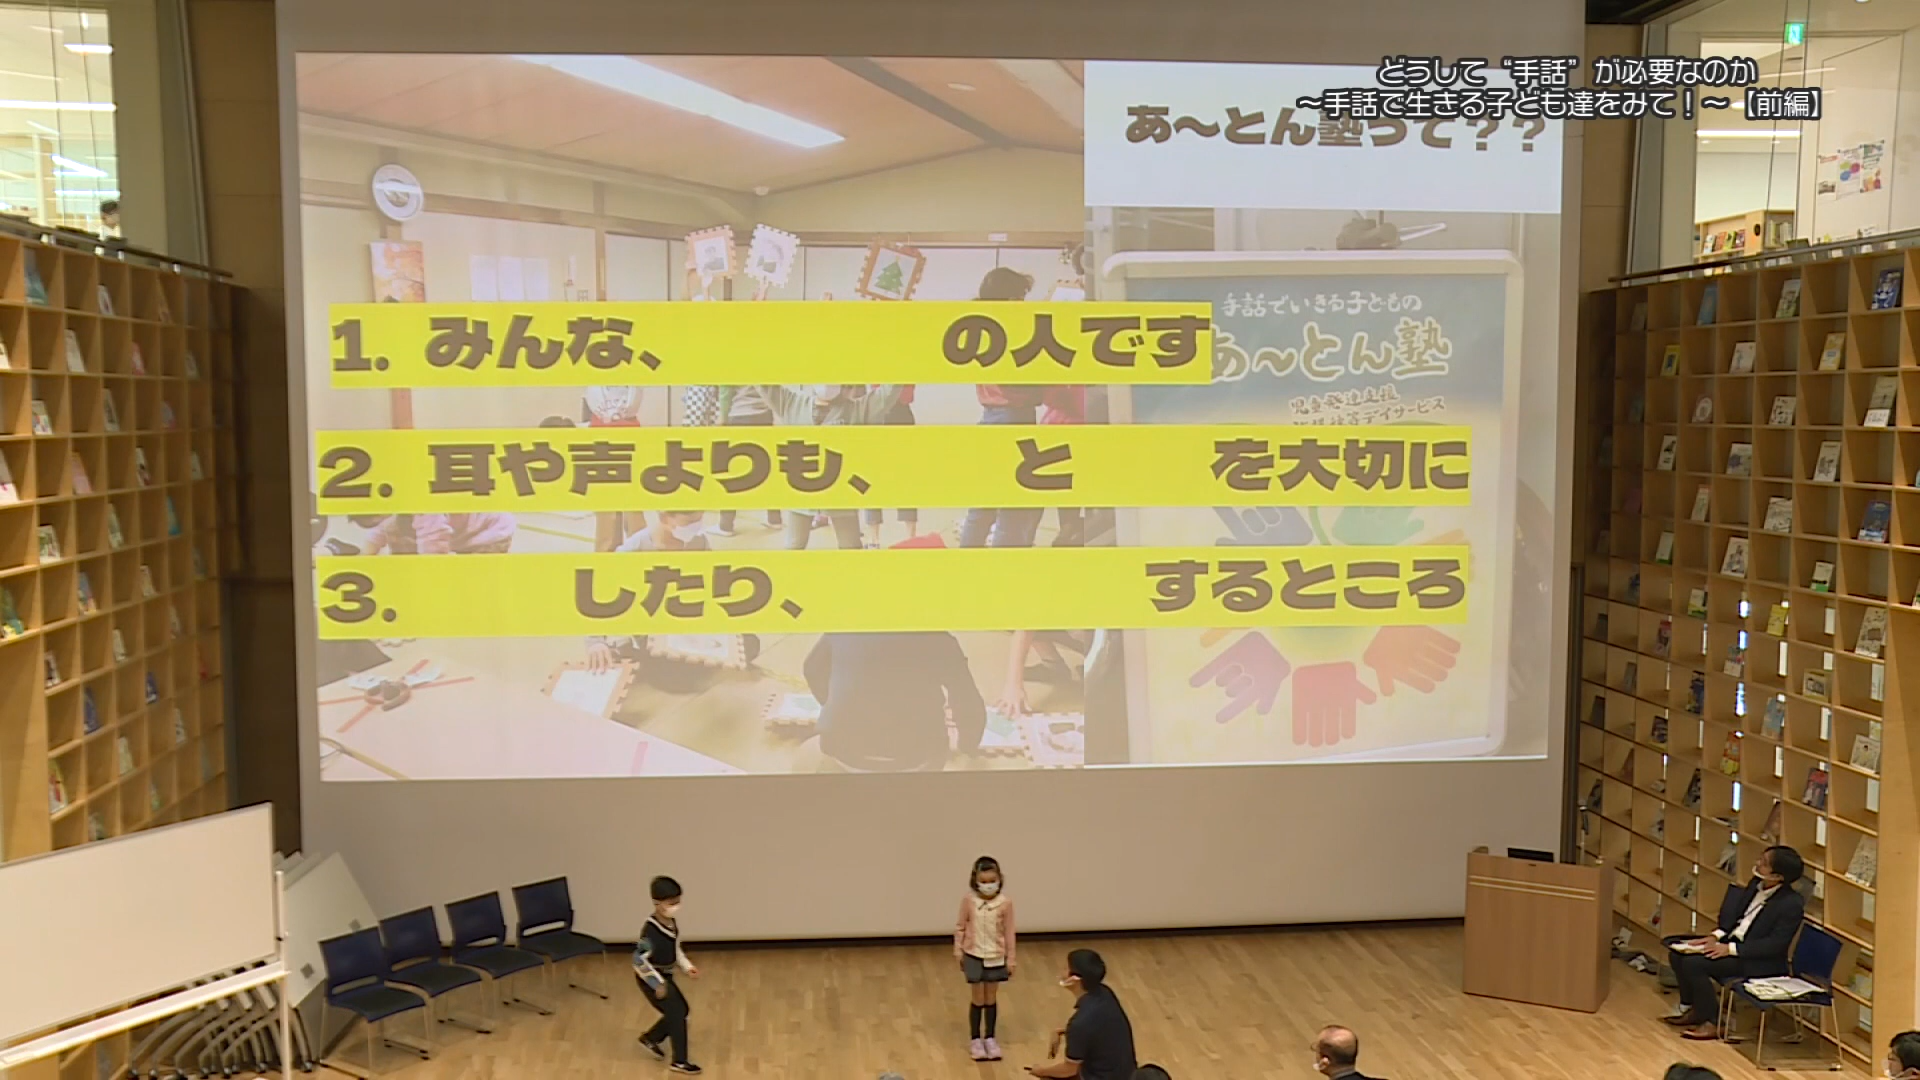 どうして“手話”が必要なのか
～手話で生きる子ども達をみて！～【前編】
あ～とん塾って？？
1. みんな、 の人です
2. 耳や声よりも、 と を大切に
3. したり、 するところ
手話でいきる子どもの
あ～とん塾
児童発達支援
デイサービス